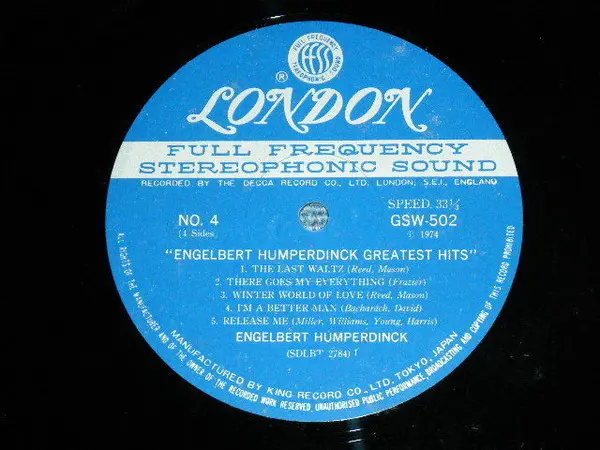 FULL FREQUENCY
ffss
STEREOPHONIC SOUND
®
LONDON
FULL FREQUENCY
STEREOPHONIC SOUND
RECORDED BY THE DECCA RECORD CO., LTD. LONDON, S.E.I, ENGLAND
NO. 4
(4 Sides)
SPEED. 33⅓
GSW-502
Ⓟ 1974
"ENGELBERT HUMPERDINCK GREATEST HITS"
1. THE LAST WALTZ (Reed, Mason)
2. THERE GOES MY EVERYTHING (Frazier)
3. WINTER WORLD OF LOVE (Reed, Mason)
4. I'M A BETTER MAN (Bacharach, David)
5. RELEASE ME (Miller, Williams, Young, Harris)
ENGELBERT HUMPERDINCK
(SDLBT 2784)
ALL RIGHTS OF THE MANUFACTURER AND OF THE OWNER OF THE RECORDED WORK RESERVED. UNAUTHORISED PUBLIC PERFORMANCE, BROADCASTING AND COPYING OF THIS RECORD PROHIBITED
MANUFACTURED BY KING RECORD CO., LTD. TOKYO, JAPAN